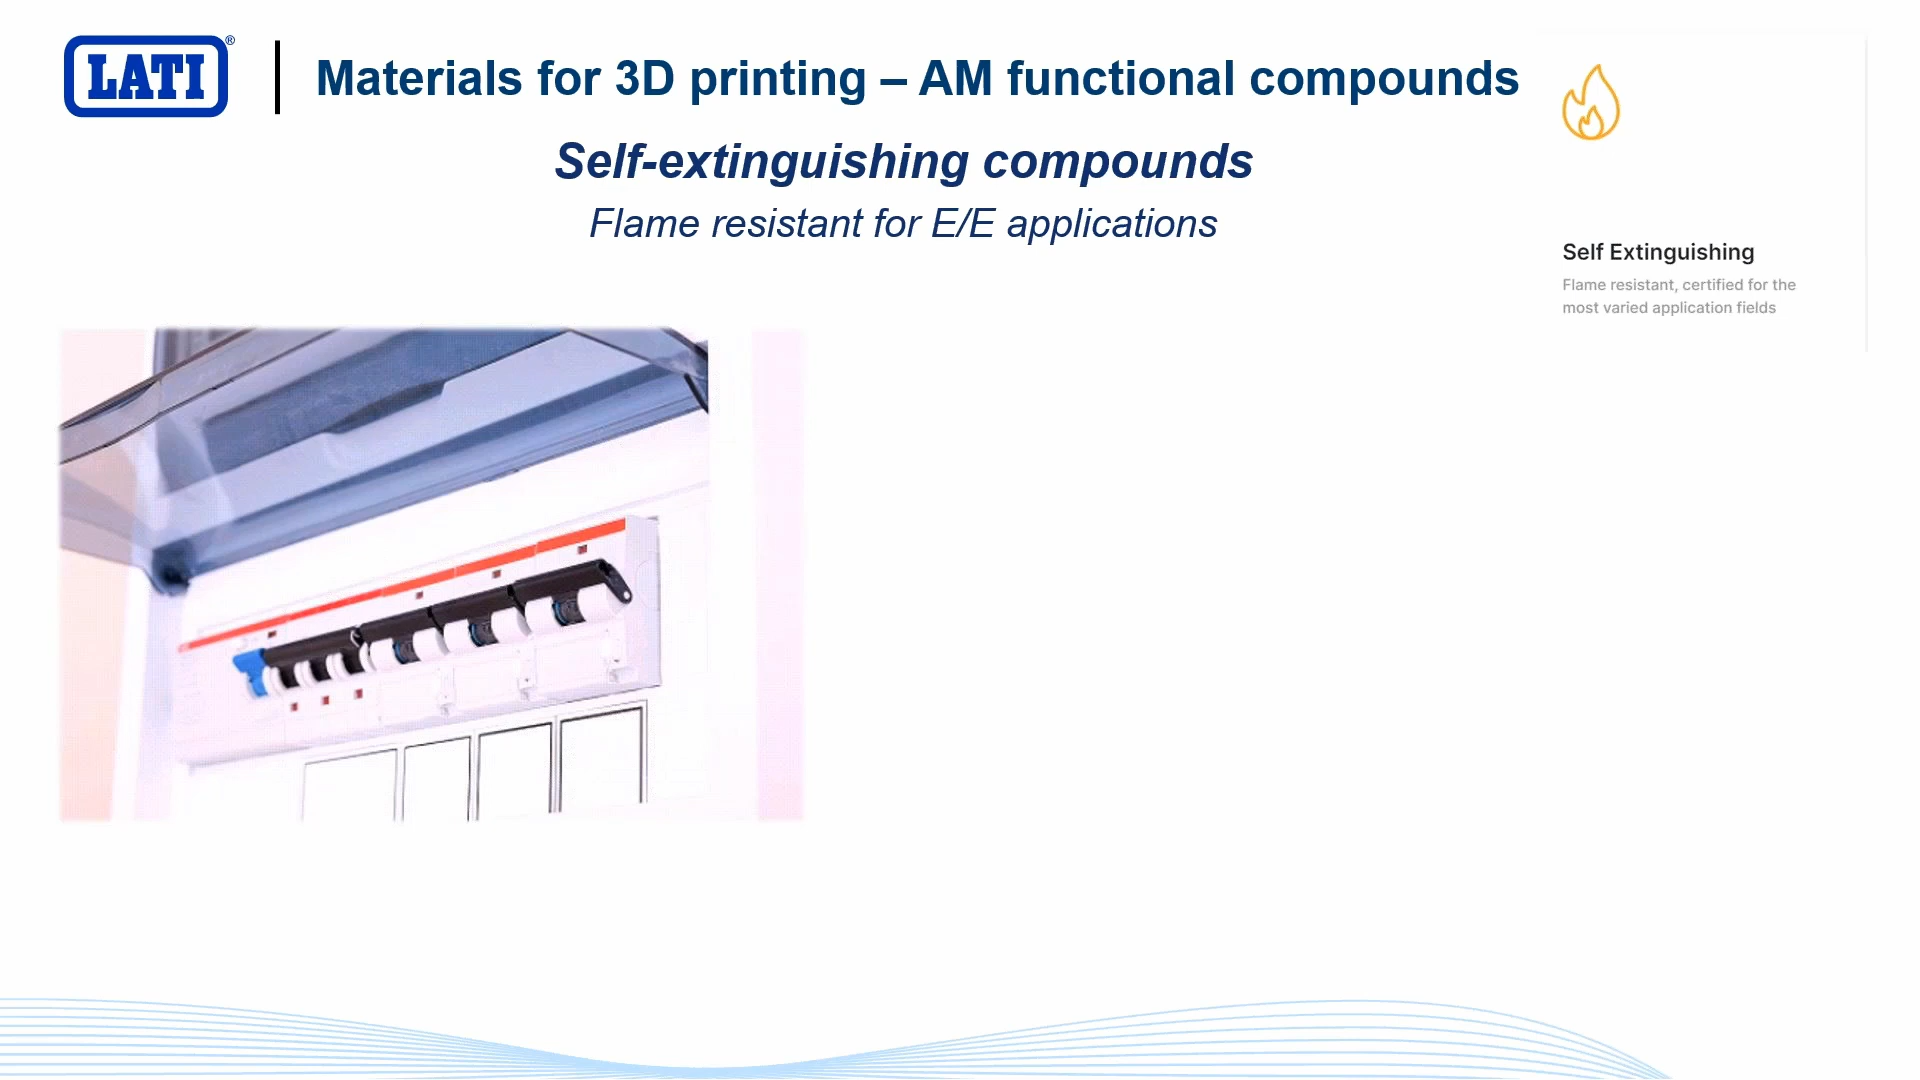 LATI®
Materials for 3D printing – AM functional compounds
Self-extinguishing compounds
Flame resistant for E/E applications
Self Extinguishing
Flame resistant, certified for the
most varied application fields